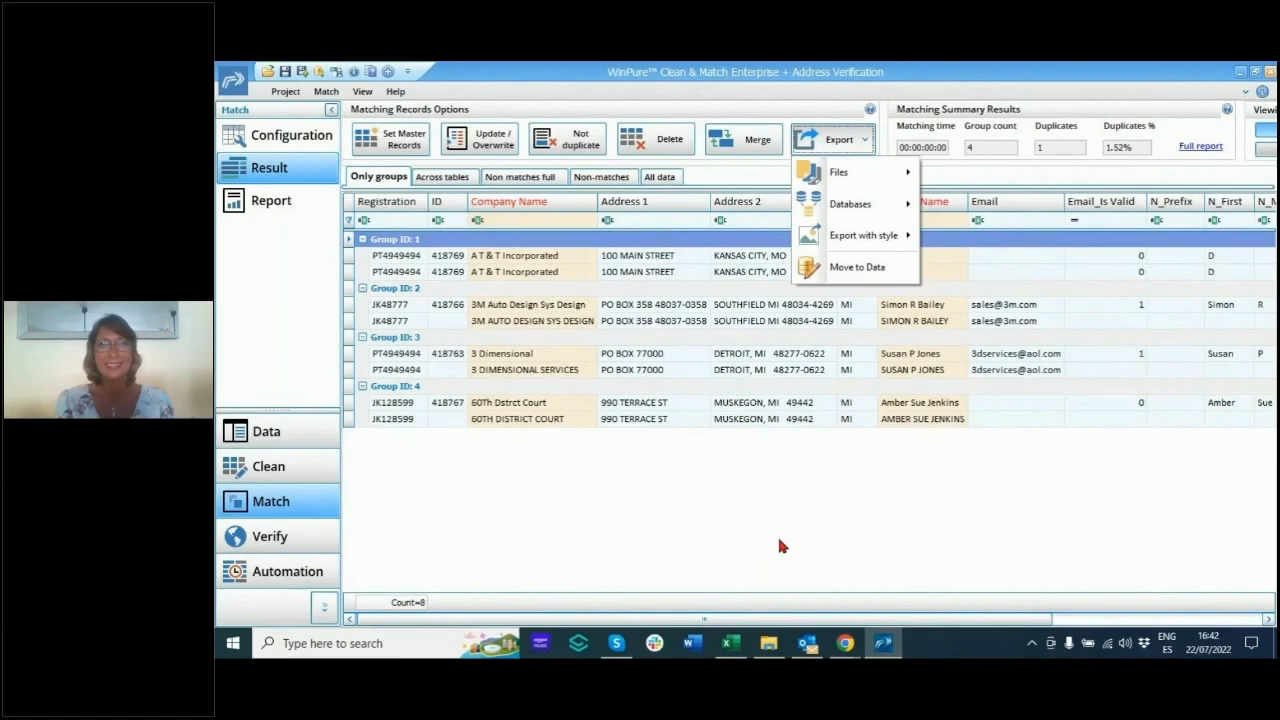 WinPure™ Clean & Match Enterprise + Address Verification
Project Match View Help
Match
Matching Records Options
Matching Summary Results
Configuration
Set Master Records
Update / Overwrite
Not duplicate
Delete
Merge
Export
Matching time Group count Duplicates Duplicates %
00:00:00:00 4 1 1.52% Full report
Result
Report
Only groups Across tables Non matches full Non-matches All data
Files
Databases
Export with style
Move to Data
Registration ID Company Name Address 1 Address 2 Name Email Email_Is Valid N_Prefix N_First
=
Group ID: 1
PT4949494 418769 A T & T Incorporated 100 MAIN STREET KANSAS CITY, MO 0 D
PT4949494 A T & T Incorporated 100 MAIN STREET KANSAS CITY, MO 0 D
Group ID: 2
JK48777 418766 3M Auto Design Sys Design PO BOX 358 48037-0358 SOUTHFIELD MI 48034-4269 MI Simon R Bailey sales@3m.com 1 Simon R
JK48777 3M AUTO DESIGN SYS DESIGN PO BOX 358 48037-0358 SOUTHFIELD MI 48034-4269 MI SIMON R BAILEY sales@3m.com
Group ID: 3
PT4949494 418763 3 Dimensional PO BOX 77000 DETROIT, MI 48277-0622 MI Susan P Jones 3dservices@aol.com 1 Susan P
PT4949494 3 DIMENSIONAL SERVICES PO BOX 77000 DETROIT, MI 48277-0622 MI SUSAN P JONES 3dservices@aol.com
Group ID: 4
JK128599 418767 60Th Dstrct Court 990 TERRACE ST MUSKEGON, MI 49442 MI Amber Sue Jenkins 0 Amber Sue
JK128599 60TH DISTRICT COURT 990 TERRACE ST MUSKEGON, MI 49442 MI AMBER SUE JENKINS
Data
Clean
Match
Verify
Automation
Count=8
Type here to search
ENG
ES
16:42
22/07/2022